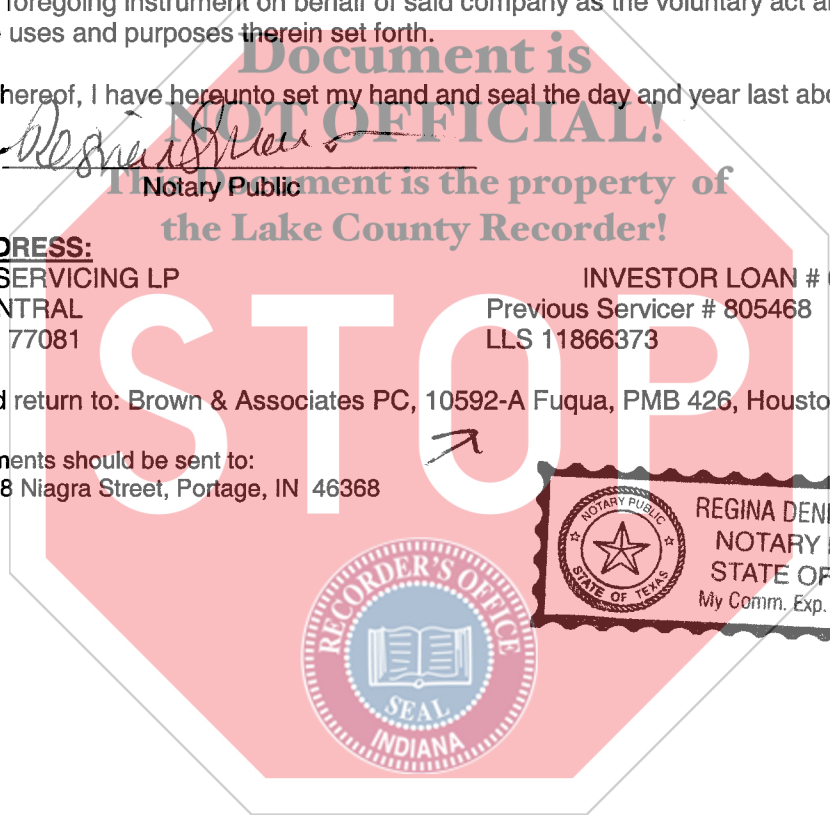 foregoing instrument on behalf of said company as the voluntary act
uses and purposes therein set forth.
Document is
hereof, I have hereunto set my hand and seal the day and year last abo
NOT OFFICIAL!
Notary Public
This Document is the property of
the Lake County Recorder!
DRESS:
SERVICING LP
INVESTOR LOAN #
NTRAL
Previous Servicer # 805468
77081
LLS 11866373
STOP
d return to: Brown & Associates PC, 10592-A Fuqua, PMB 426, Housto
ments should be sent to:
8 Niagra Street, Portage, IN 46368
NOTARY PUBLIC
STATE OF TEXAS
REGINA DEN
NOTARY
STATE OF
My Comm. Exp.
RECORDER'S OFFICE
SEAL
INDIANA